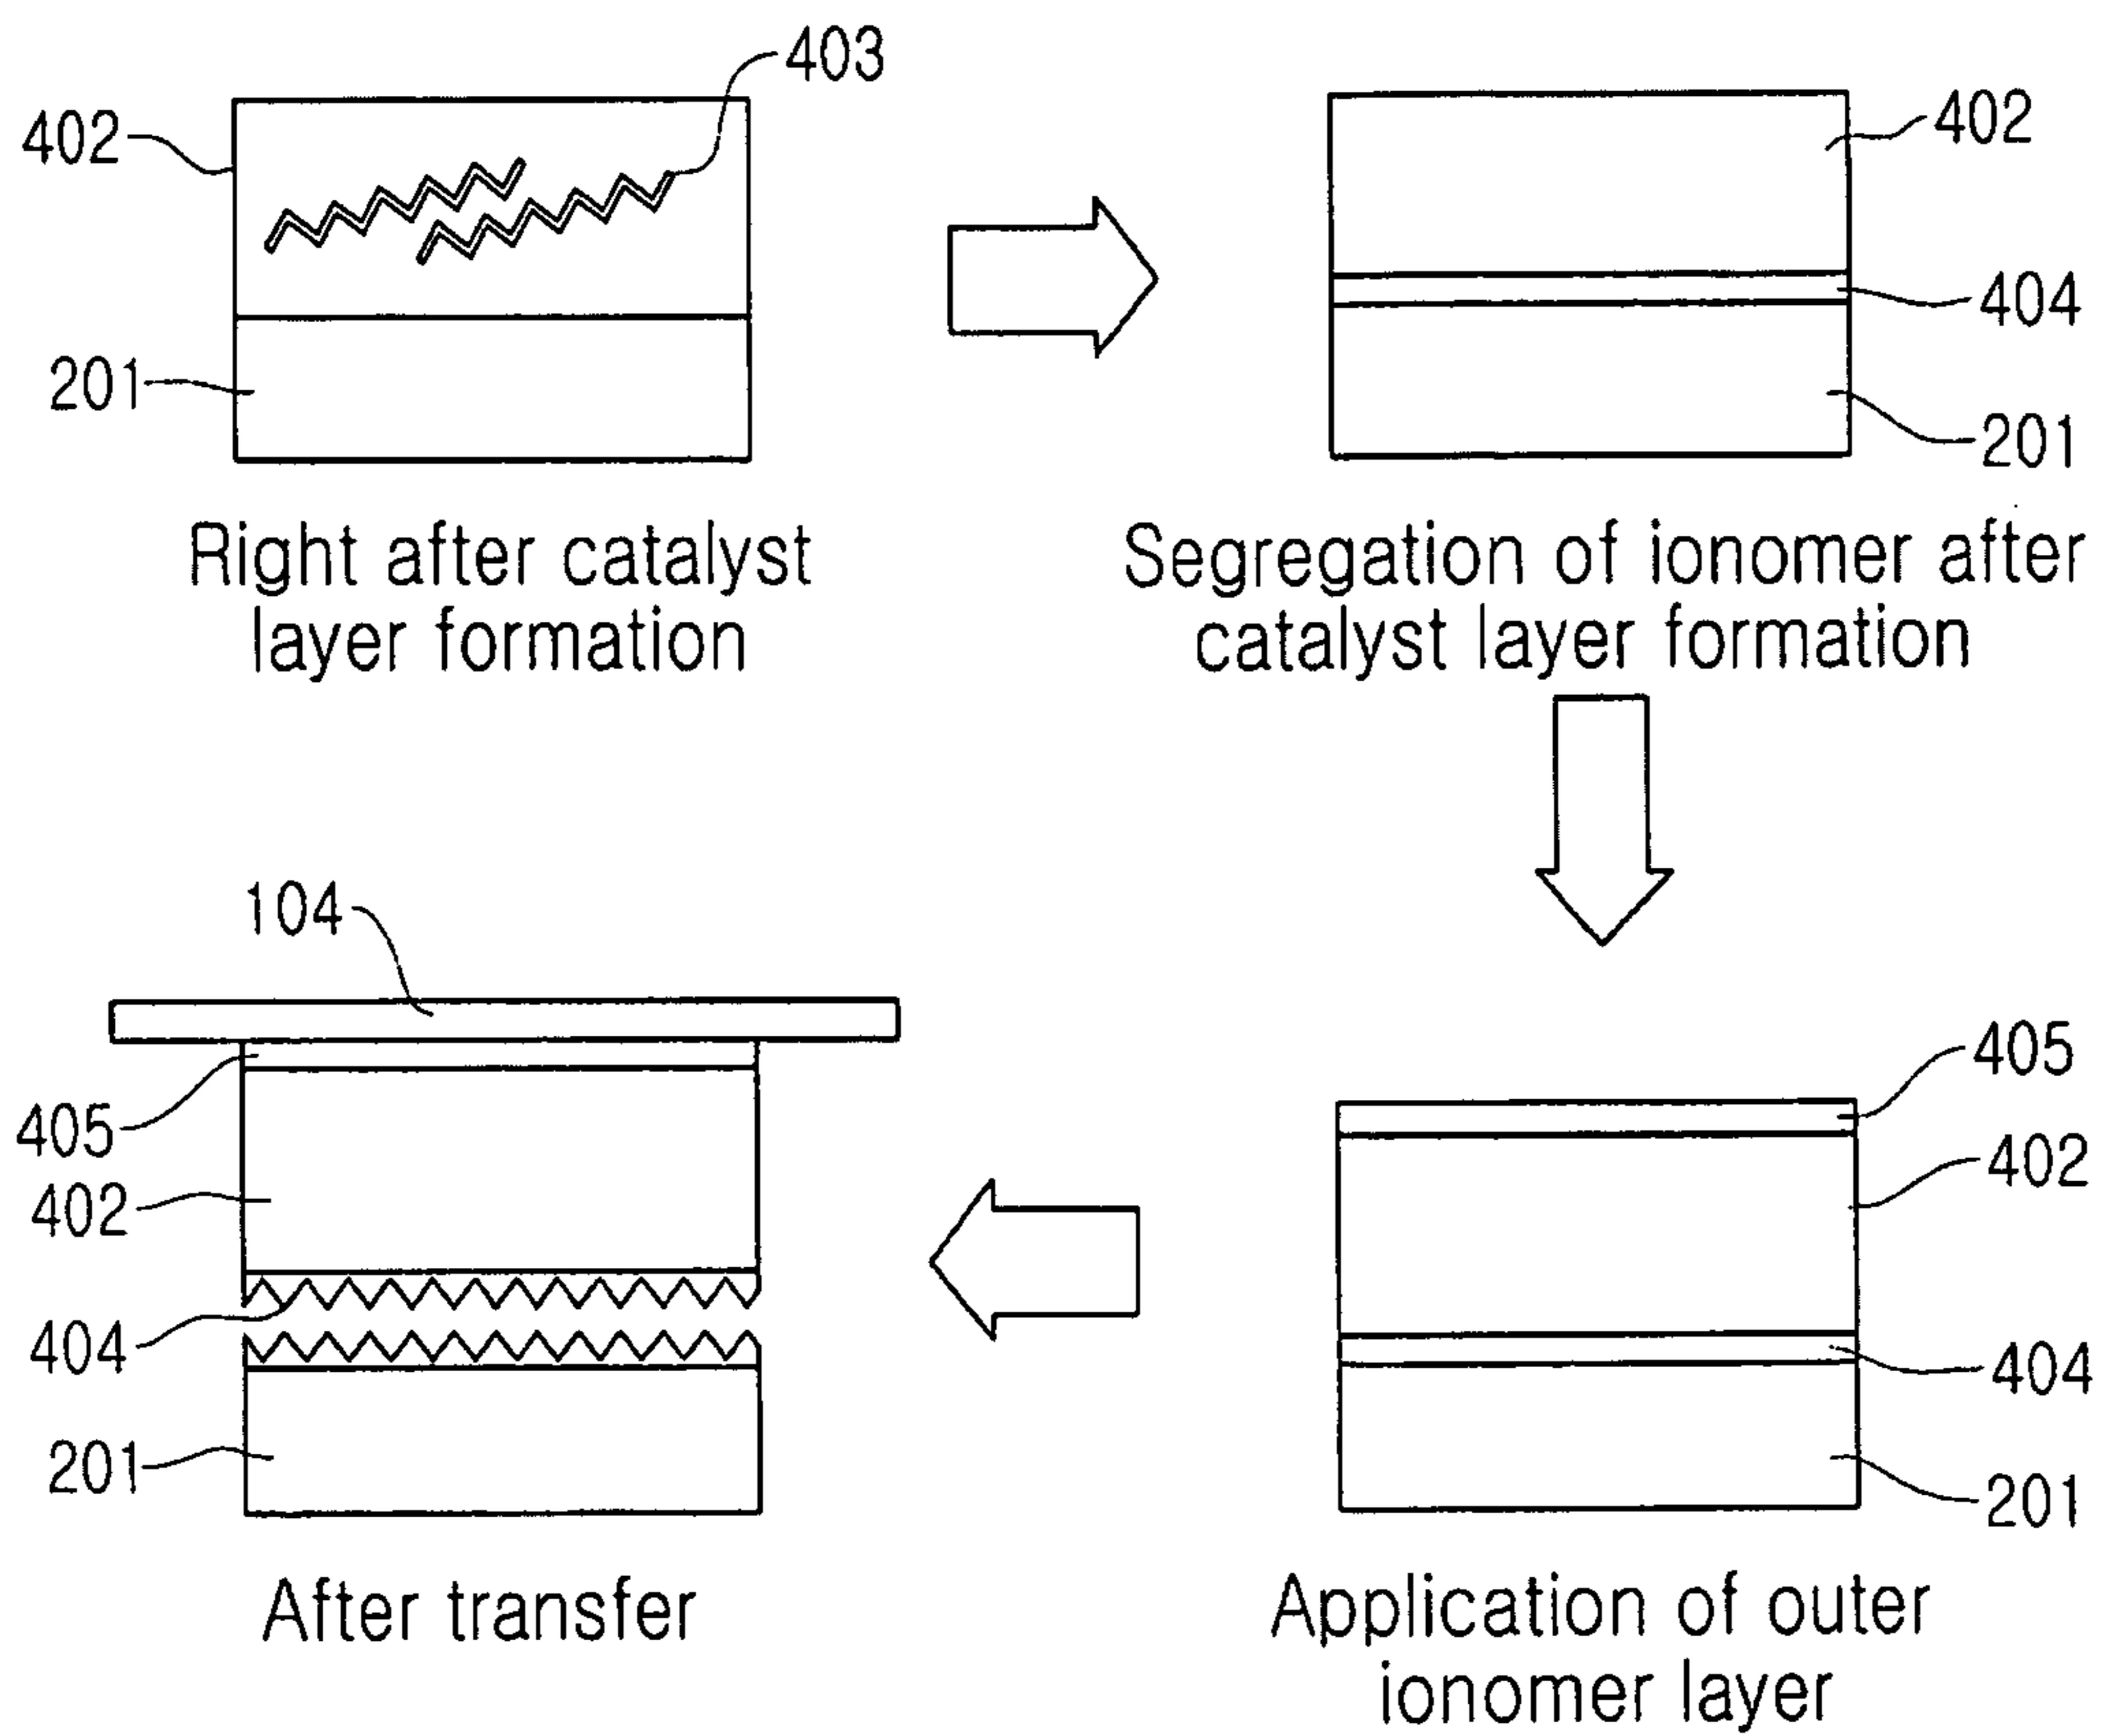 403
402
201
Right after catalyst
layer formation
402
404
201
Segregation of ionomer after
catalyst layer formation
405
402
404
201
Application of outer
ionomer layer
104
405
402
404
201
After transfer